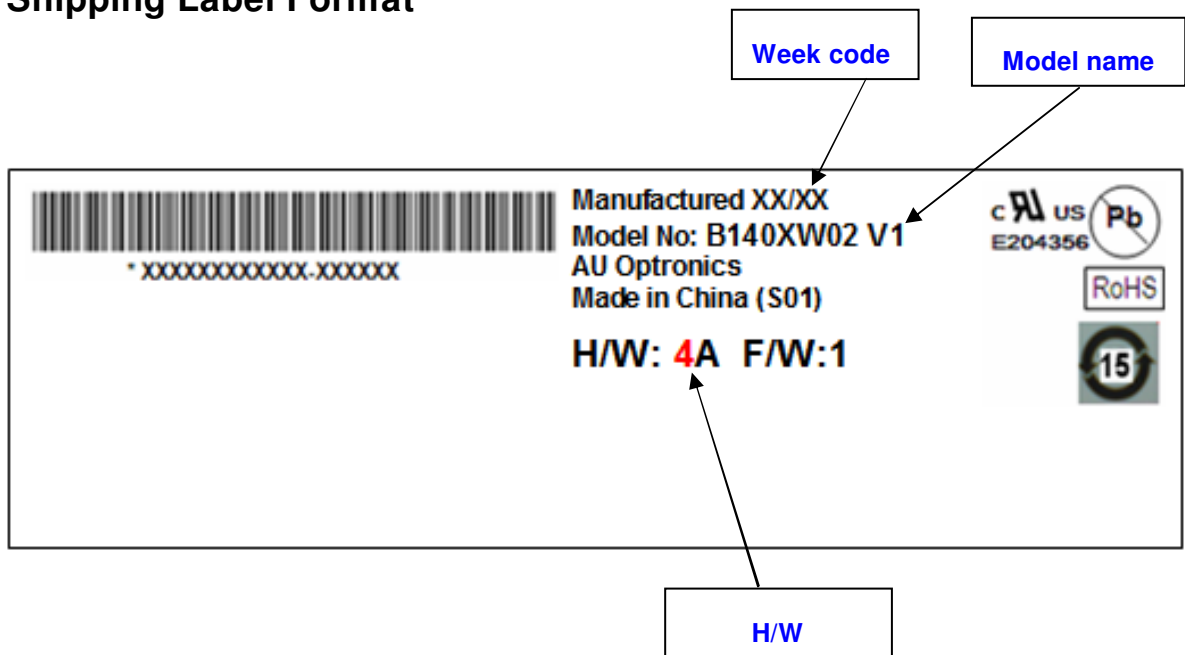 Shipping Label Format
Week code
Model name
Manufactured XX/XX
Model No: B140XW02 V1
AU Optronics
Made in China (S01)
H/W: 4A F/W:1
* XXXXXXXXXXXX-XXXXXX
c RU US
E204356
Pb
RoHS
15
H/W